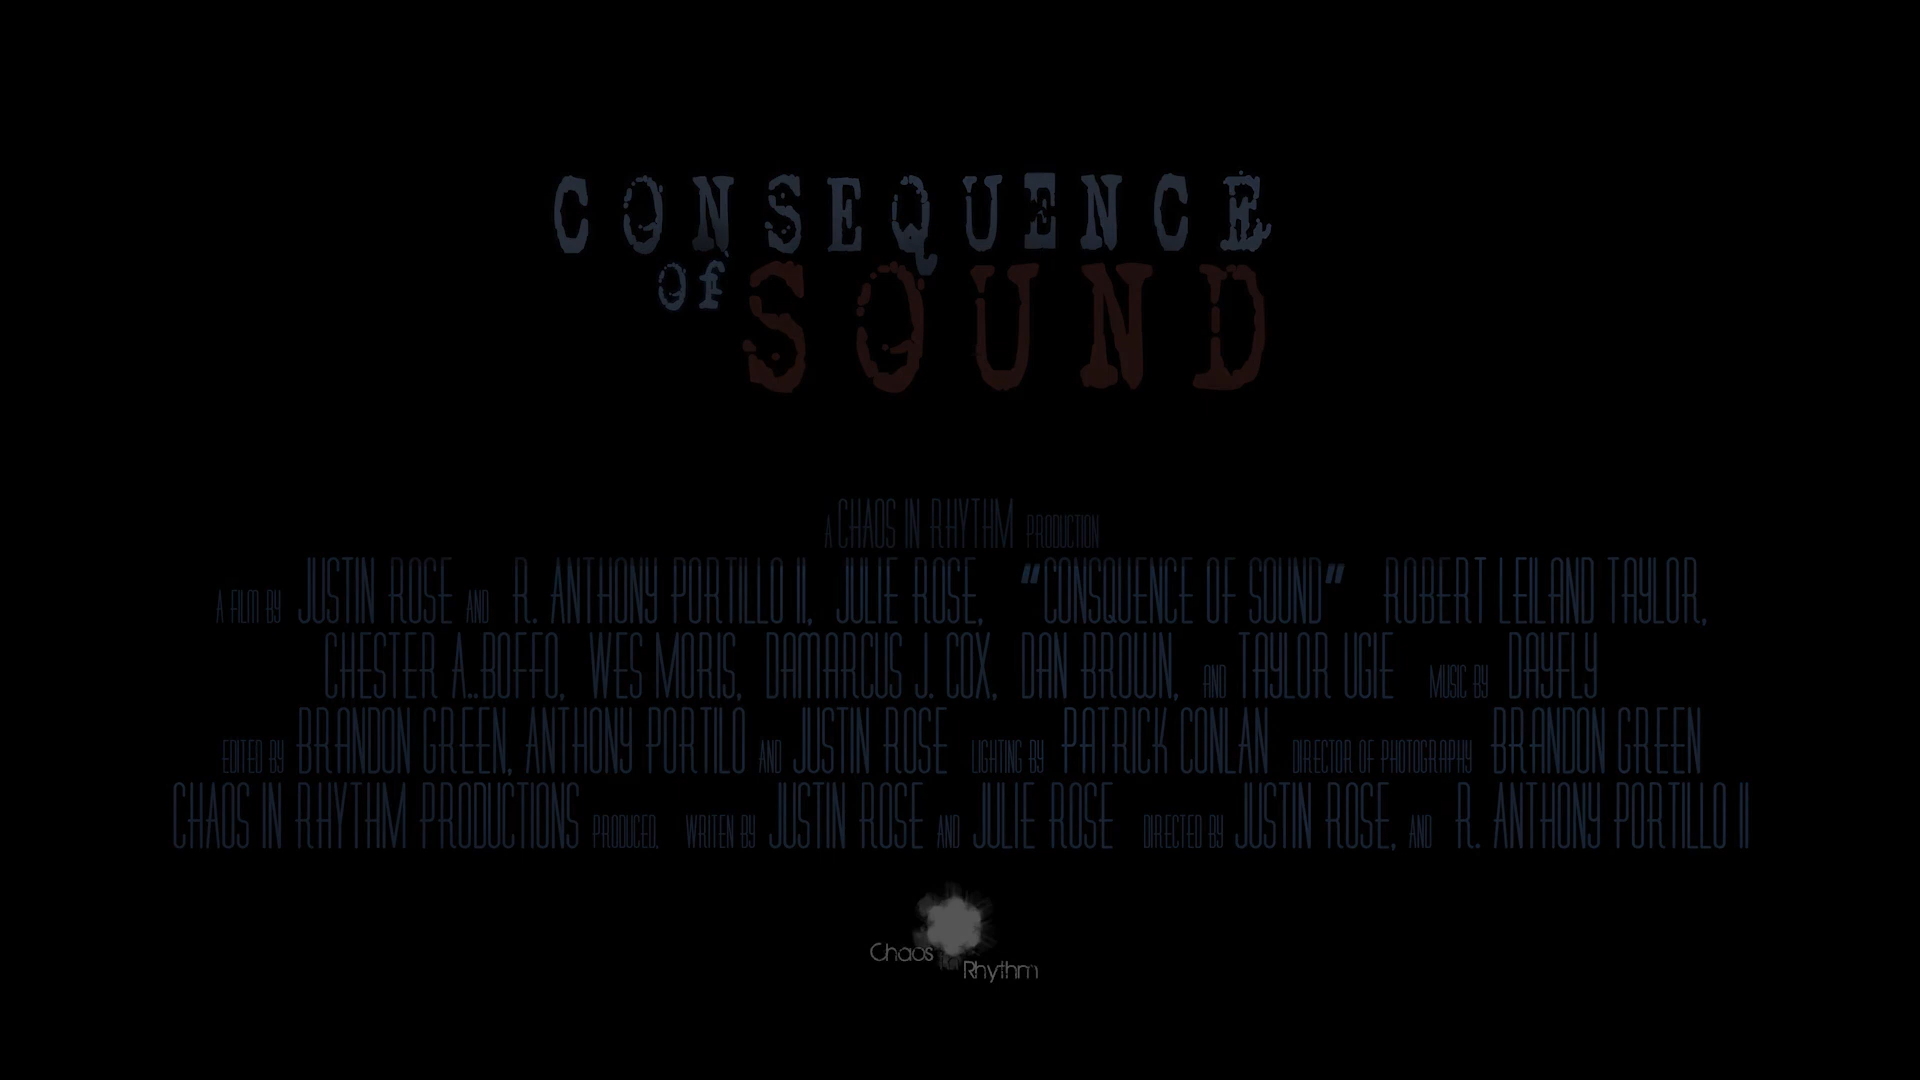 CONSEQUENCE
of SOUND
A CHAOS IN RHYTHM PRODUCTION
A FILM BY JUSTIN ROSE AND R. ANTHONY PORTILLO II, JULIE ROSE, "CONSQUENCE OF SOUND" ROBERT LEILAND TAYLOR,
CHESTER A..BOFFO, WES MORIS, DAMARCUS J. COX, DAN BROWN, AND TAYLOR UGIE MUSIC BY DAYFLY
EDITED BY BRANDON GREEN, ANTHONY PORTILO AND JUSTIN ROSE LIGHTING BY PATRICK CONLAN DIRECTOR OF PHOTOGRAPHY BRANDON GREEN
CHAOS IN RHYTHM PRODUCTIONS PRODUCED, WRITEN BY JUSTIN ROSE AND JULIE ROSE DIRECTED BY JUSTIN ROSE, AND R. ANTHONY PORTILLO II
Chaos
Rhythm